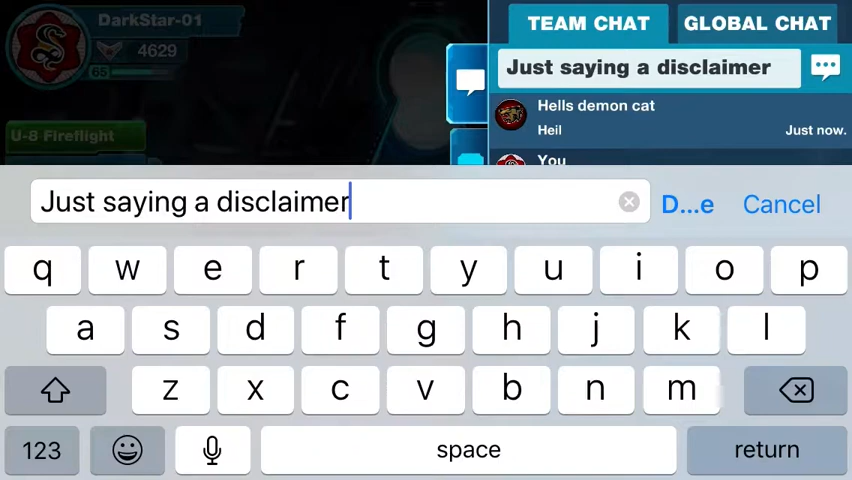 DarkStar-01
4629
65
U-8 Fireflight
TEAM CHAT
GLOBAL CHAT
Just saying a disclaimer
Hells demon cat
Heil
Just now.
You
Just saying a disclaimer
D...e
Cancel
q w e r t y u i o p
a s d f g h j k l
z x c v b n m
123
space
return